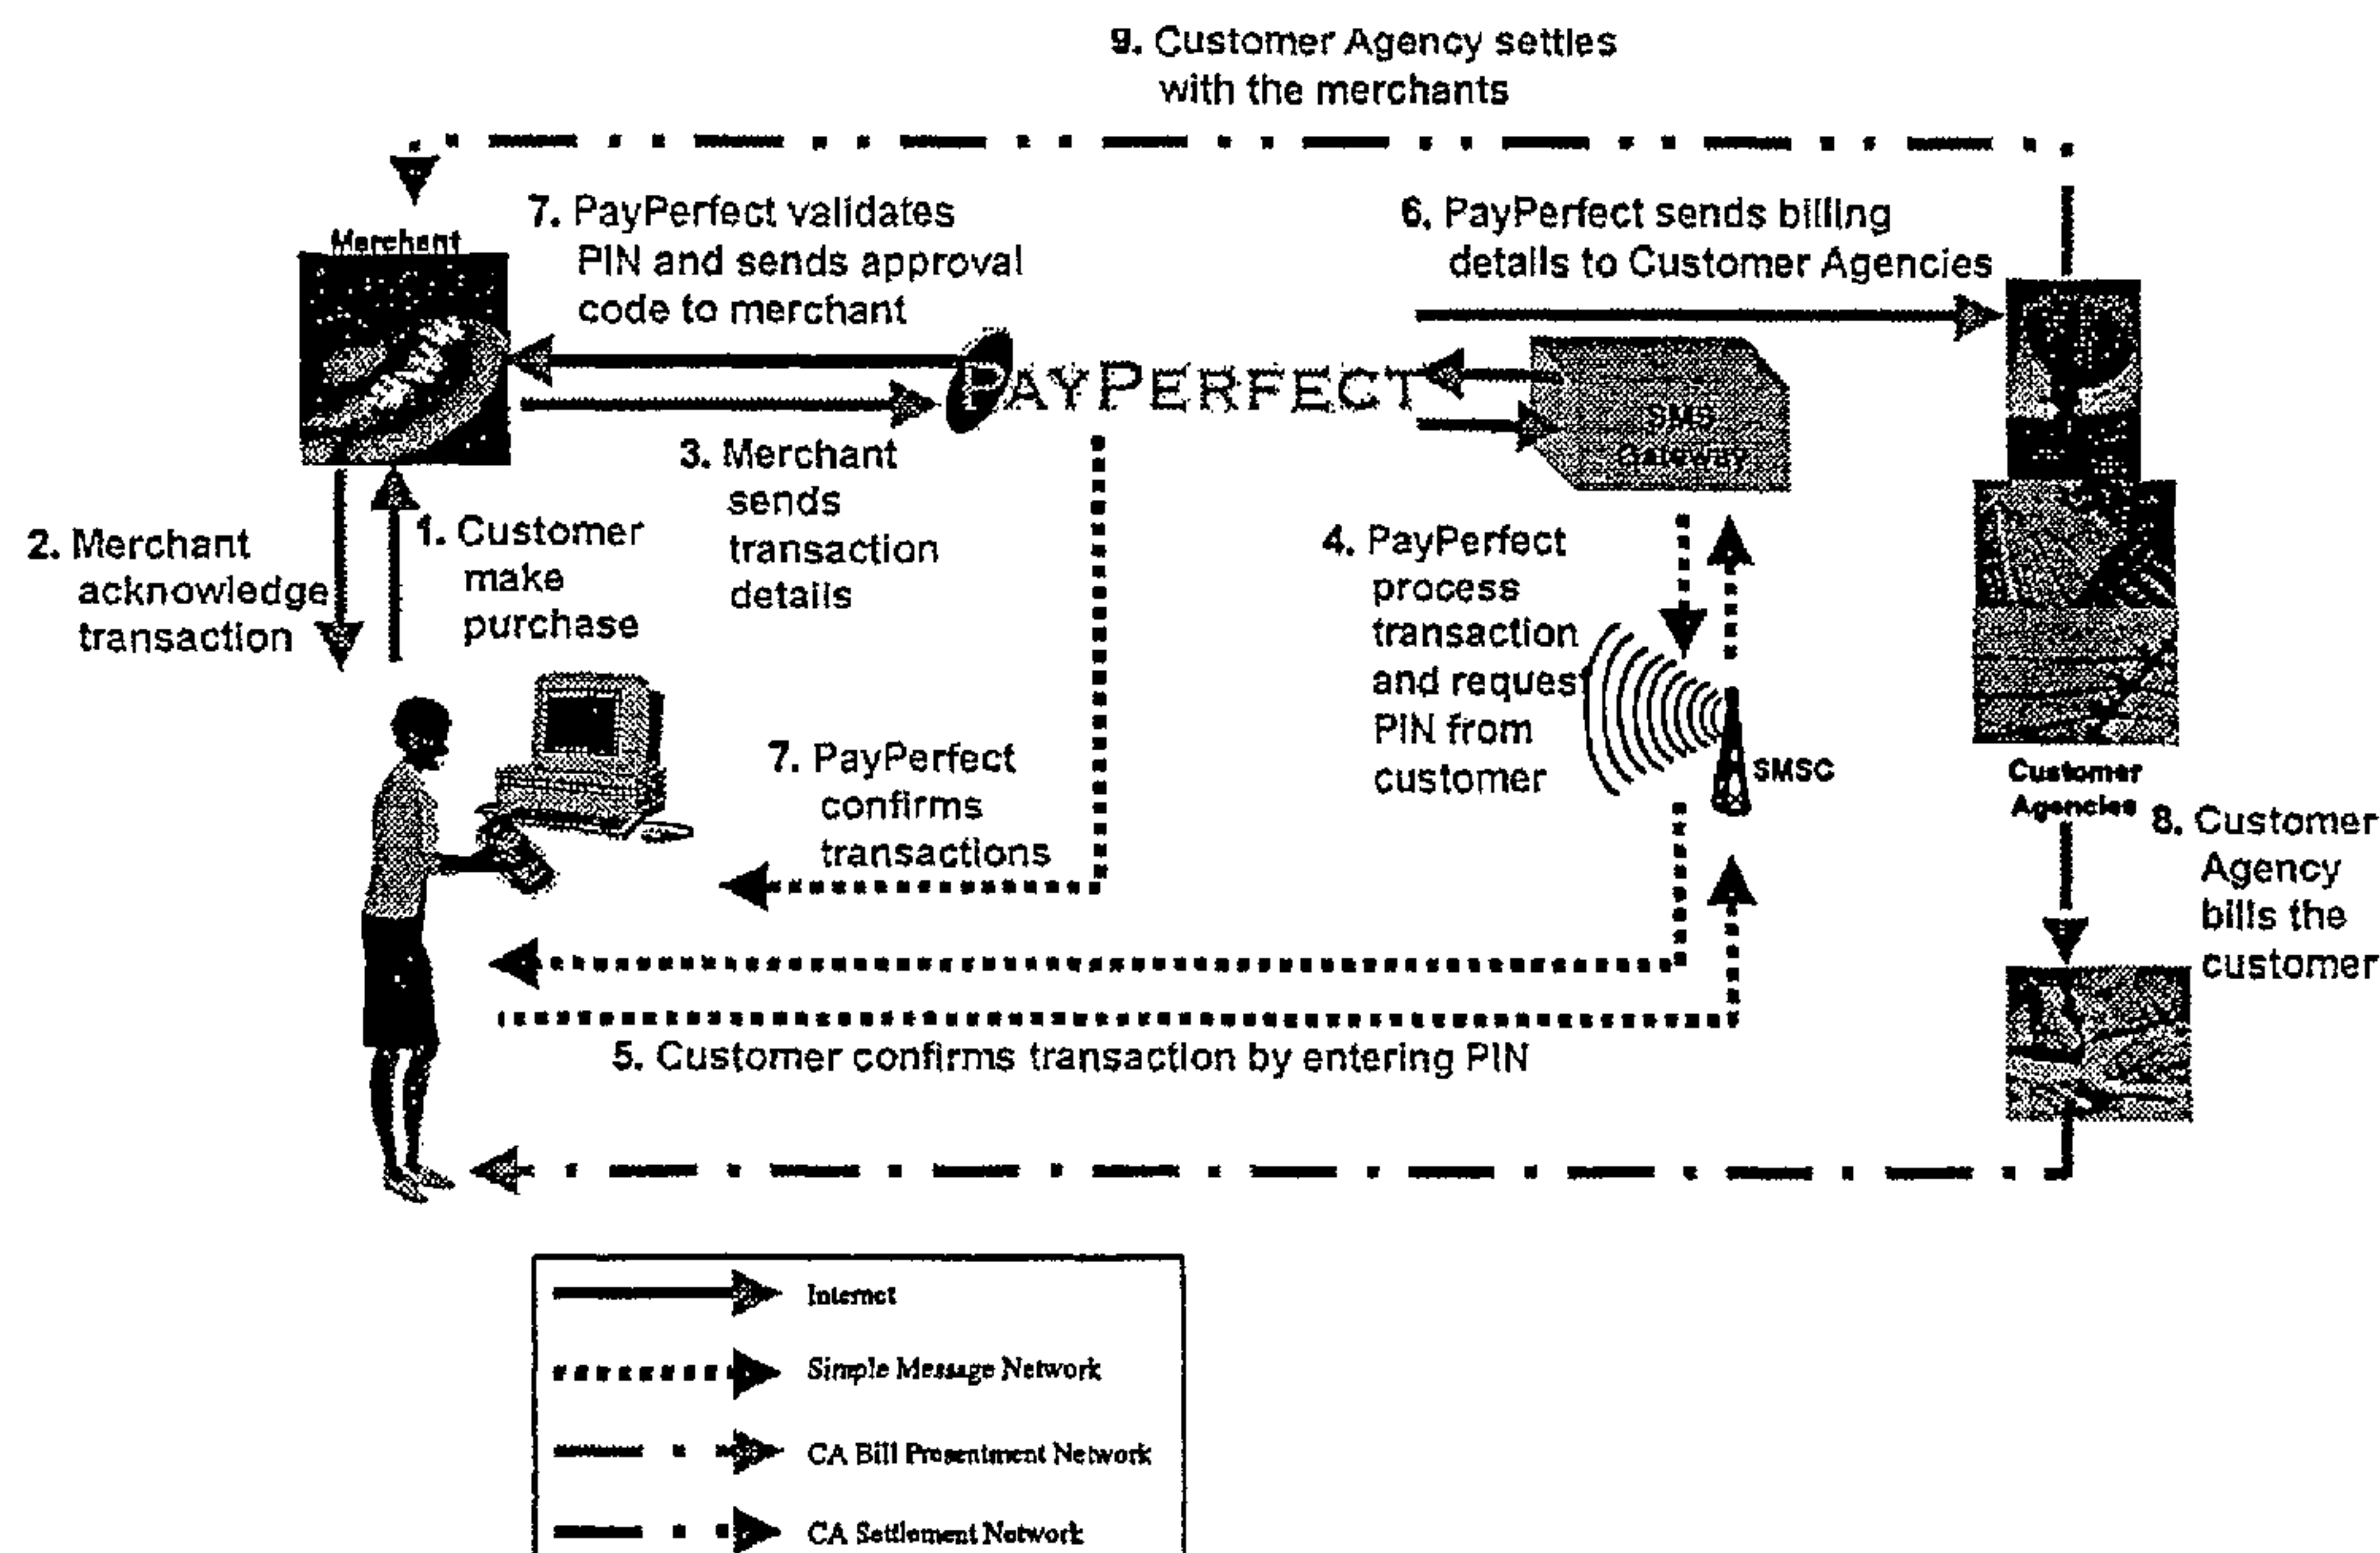 9. Customer Agency settles
with the merchants
7. PayPerfect validates
PIN and sends approval
code to merchant
6. PayPerfect sends billing
details to Customer Agencies
Merchant
PAYPERFECT
SMS
Gateway
3. Merchant
sends
transaction
details
2. Merchant
acknowledge
transaction
1. Customer
make
purchase
4. PayPerfect
process
transaction
and request
PIN from
customer
SMSC
7. PayPerfect
confirms
transactions
Customer
Agencies
8. Customer
Agency
bills the
customer
5. Customer confirms transaction by entering PIN
Internet
Simple Message Network
CA Bill Presentment Network
CA Settlement Network